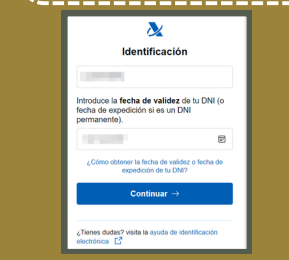 Identificación
Introduce la fecha de validez de tu DNI (o
fecha de expedición si es un DNI
permanente).
¿Cómo obtener la fecha de validez o fecha de
expedición de tu DNI?
Continuar →
¿Tienes dudas? visita la ayuda de identificación
electrónica